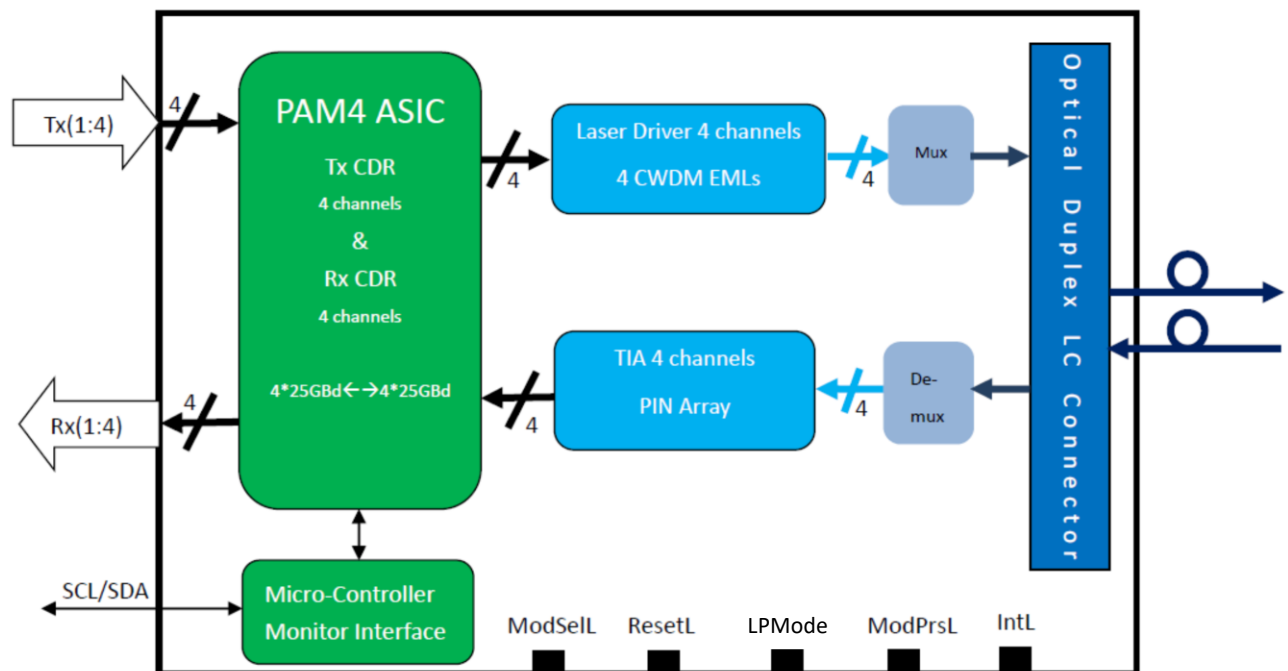 Tx(1:4)
4
PAM4 ASIC
Tx CDR
4 channels
&
Rx CDR
4 channels
4*25GBd←→4*25GBd
4
Laser Driver 4 channels
4 CWDM EMLs
4
Mux
Optical Duplex LC Connector
Rx(1:4)
4
4
TIA 4 channels
PIN Array
4
De-
mux
SCL/SDA
Micro-Controller
Monitor Interface
ModSelL
ResetL
LPMode
ModPrsL
IntL